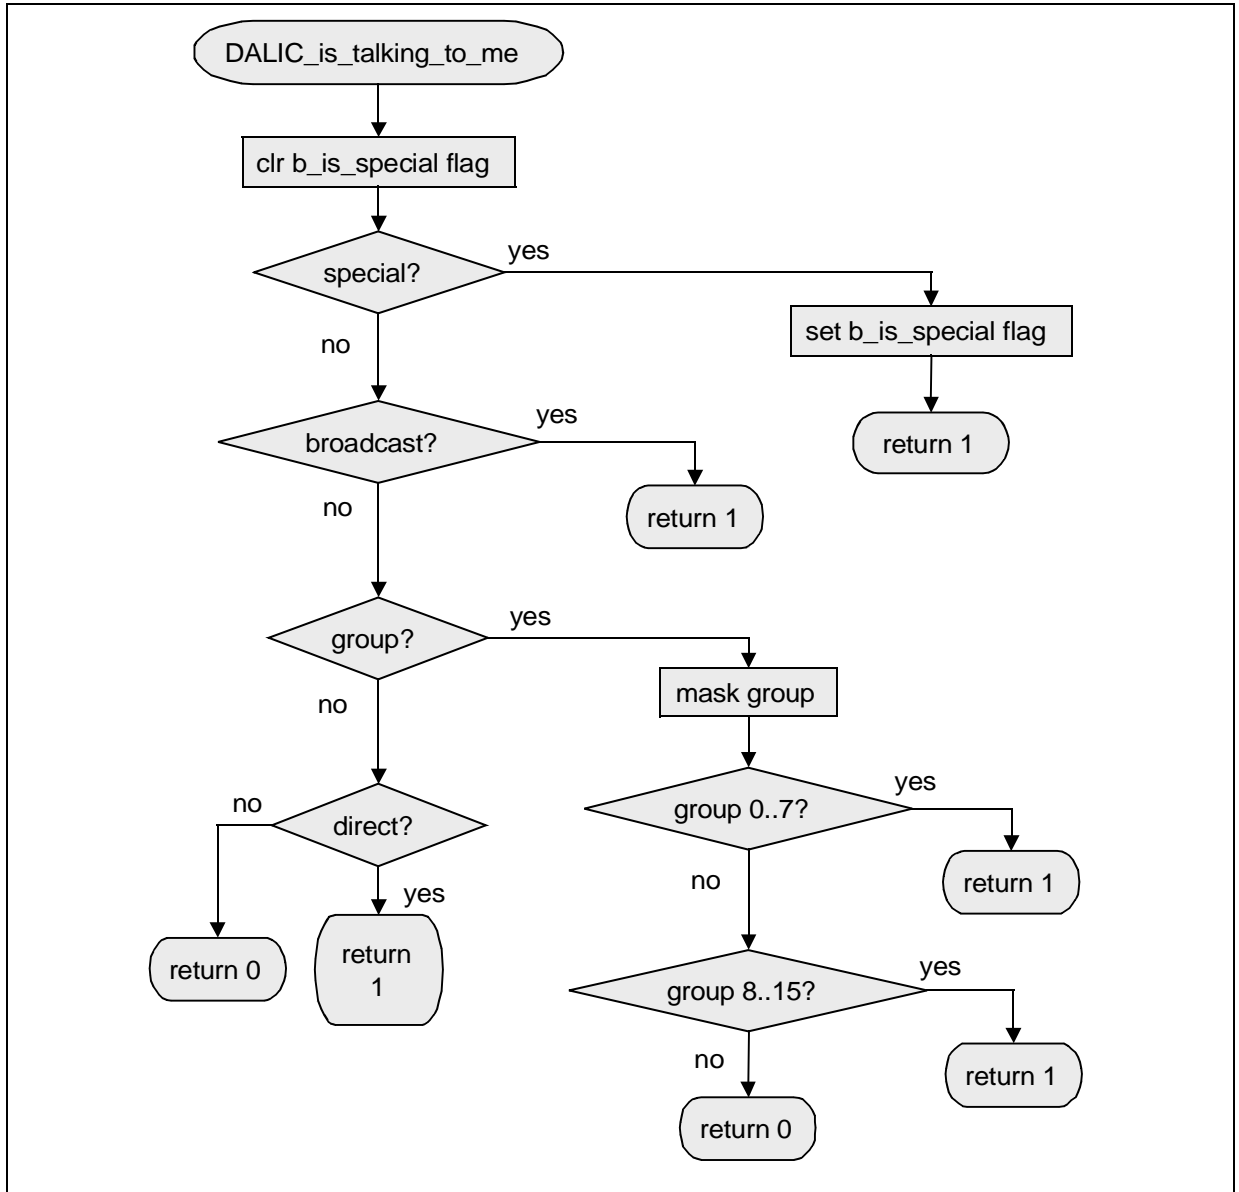 DALIC_is_talking_to_me
clr b_is_special flag
special?
yes
no
set b_is_special flag
return 1
broadcast?
yes
no
return 1
group?
yes
no
mask group
group 0..7?
yes
no
return 1
direct?
no
yes
return 0
return
1
group 8..15?
yes
no
return 1
return 0